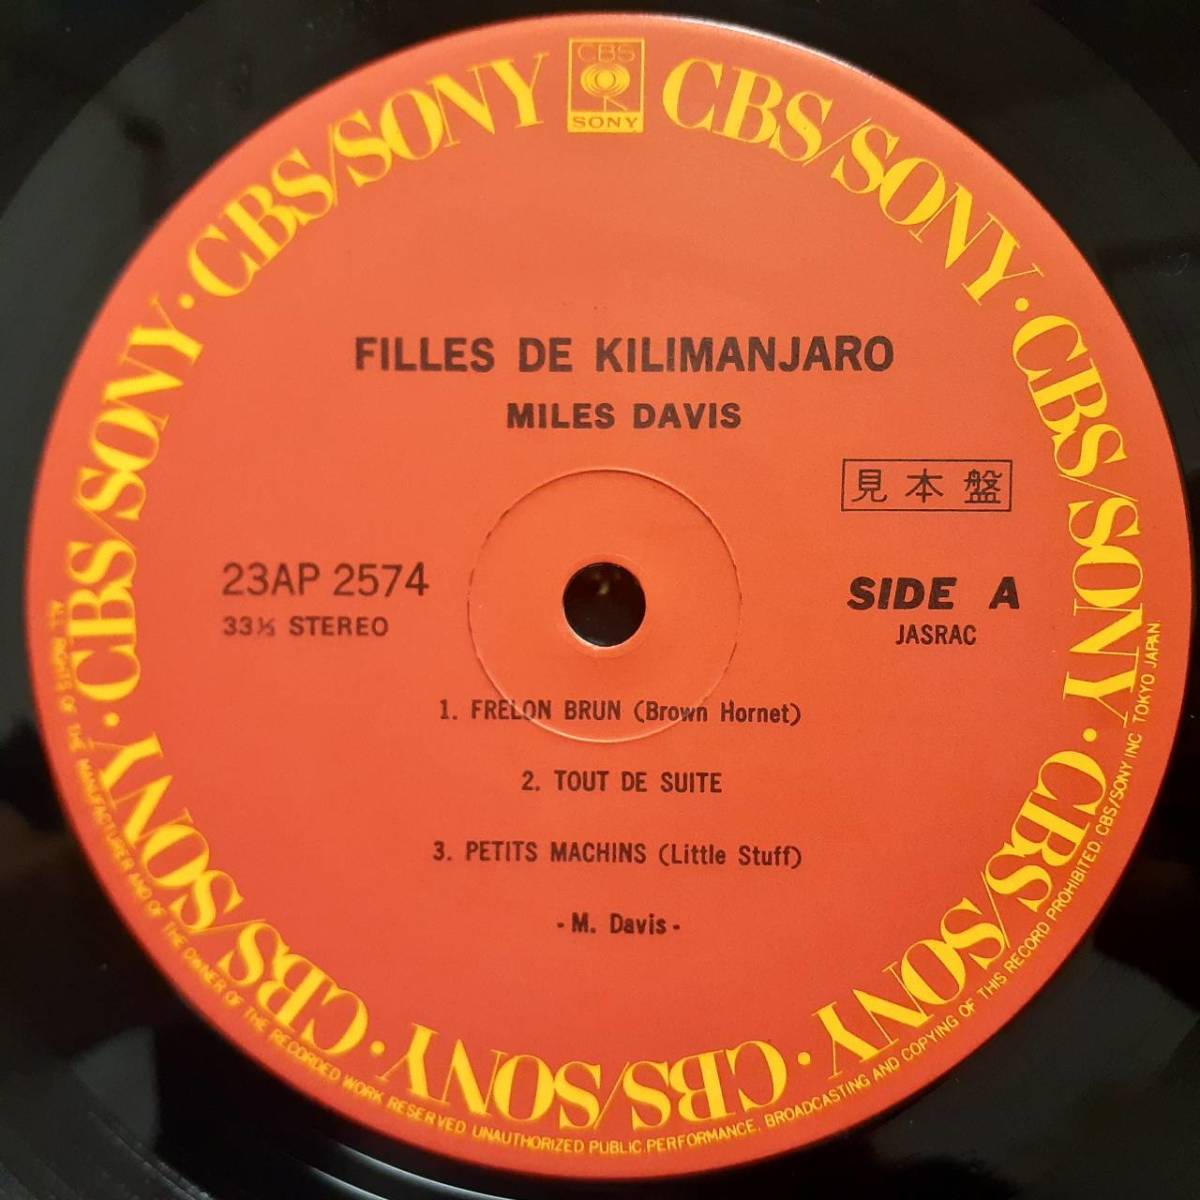 CBS
SONY
CBS/SONY · CBS/SONY · CBS/SONY · CBS/SONY · CBS/SONY · CBS/SONY · CBS/SONY · CBS/SONY
FILLES DE KILIMANJARO
MILES DAVIS
見本盤
23AP 2574
33⅓ STEREO
SIDE A
JASRAC
1. FRELON BRUN (Brown Hornet)
2. TOUT DE SUITE
3. PETITS MACHINS (Little Stuff)
- M. Davis -
ALL RIGHTS OF THE MANUFACTURER AND OF THE OWNER OF THE RECORDED WORK RESERVED UNAUTHORIZED PUBLIC PERFORMANCE, BROADCASTING AND COPYING OF THIS RECORD PROHIBITED. CBS/SONY INC. TOKYO JAPAN.